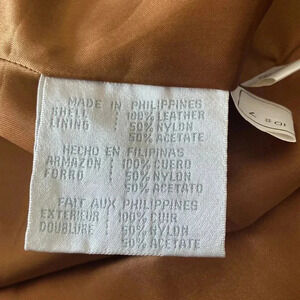 MADE IN PHILIPPINES
SHELL 100% LEATHER
LINING 50% NYLON
50% ACETATE
HECHO EN FILIPINAS
ARMAZON 100% CUERO
FORRO 50% NYLON
50% ACETATO
FAIT AUX PHILIPPINES
EXTERIEUR 100% CUIR
DOUBLURE 50% NYLON
50% ACETATE